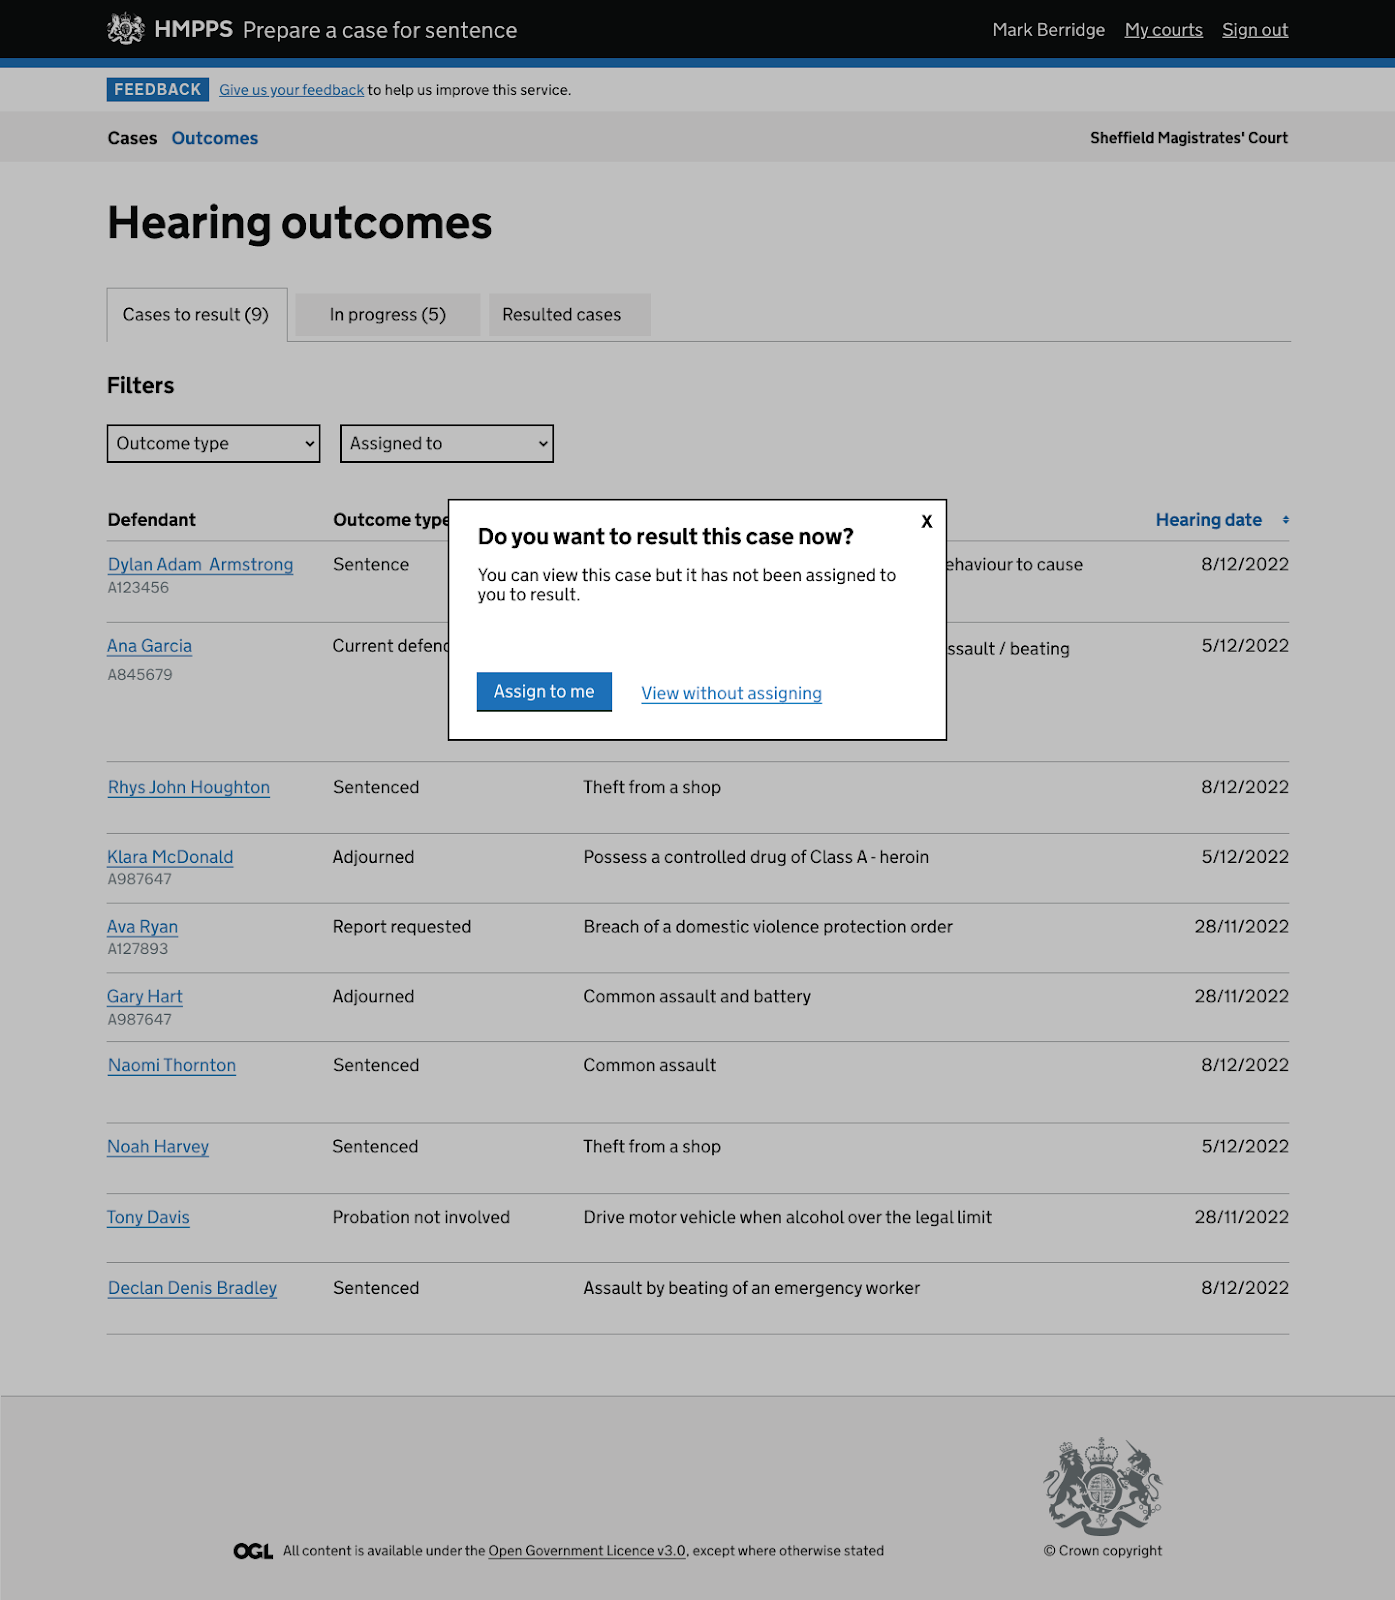 HMPPS Prepare a case for sentence
Mark Berridge My courts Sign out
FEEDBACK Give us your feedback to help us improve this service.
Cases Outcomes Sheffield Magistrates' Court
Hearing outcomes
Cases to result (9) In progress (5) Resulted cases
Filters
Outcome type Assigned to
Defendant Outcome type Hearing date
Do you want to result this case now? X
You can view this case but it has not been assigned to
you to result.
Assign to me View without assigning
Dylan Adam Armstrong Sentence to cause 8/12/2022
A123456
Ana Garcia Current / beating 5/12/2022
A845679
Rhys John Houghton Sentenced Theft from a shop 8/12/2022
Klara McDonald Adjourned Possess a controlled drug of Class A - heroin 5/12/2022
A987647
Ava Ryan Report requested Breach of a domestic violence protection order 28/11/2022
A127893
Gary Hart Adjourned Common assault and battery 28/11/2022
A987647
Naomi Thornton Sentenced Common assault 8/12/2022
Noah Harvey Sentenced Theft from a shop 5/12/2022
Tony Davis Probation not involved Drive motor vehicle when alcohol over the legal limit 28/11/2022
Declan Denis Bradley Sentenced Assault by beating of an emergency worker 8/12/2022
OGL All content is available under the Open Government Licence v3.0, except where otherwise stated
© Crown copyright